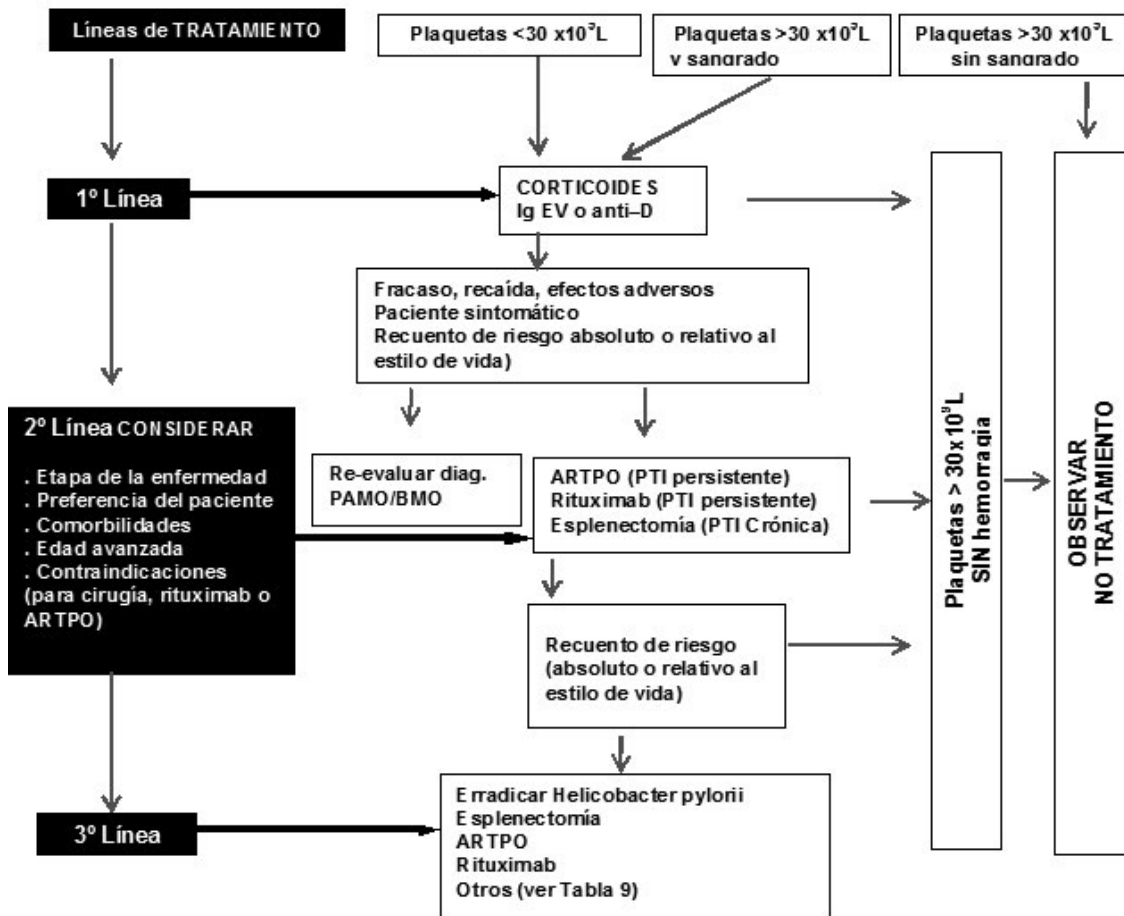 Líneas de TRATAMIENTO
Plaquetas <30 x10⁹L
Plaquetas >30 x10⁹L
y sangrado
Plaquetas >30 x10⁹L
sin sangrado
1º Línea
CORTICOIDES
Ig EV o anti–D
Fracaso, recaída, efectos adversos
Paciente sintomático
Recuento de riesgo absoluto o relativo al
estilo de vida)
2º Línea CONSIDERAR
. Etapa de la enfermedad
. Preferencia del paciente
. Comorbilidades
. Edad avanzada
. Contraindicaciones
(para cirugía, rituximab o
ARTPO)
Re-evaluar diag.
PAMO/BMO
ARTPO (PTI persistente)
Rituximab (PTI persistente)
Esplenectomía (PTI Crónica)
Recuento de riesgo
(absoluto o relativo al
estilo de vida)
3º Línea
Erradicar Helicobacter pylorii
Esplenectomía
ARTPO
Rituximab
Otros (ver Tabla 9)
Plaquetas > 30x10⁹L
SIN hemorragia
OBSERVAR
NO TRATAMIENTO